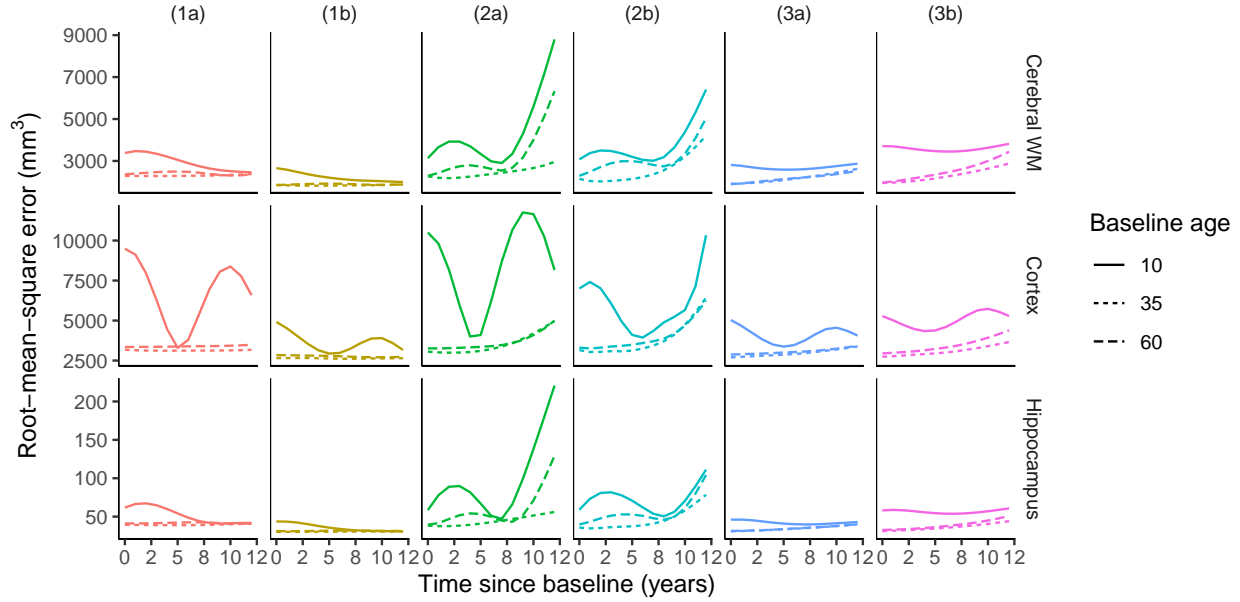 (1a) (1b) (2a) (2b) (3a) (3b)
Root−mean−square error (mm³)
9000
7000
5000
3000
Cerebral WM
10000
7500
5000
2500
Cortex
200
150
100
50
Hippocampus
0 2 5 8 10 12 0 2 5 8 10 12 0 2 5 8 10 12 0 2 5 8 10 12 0 2 5 8 10 12 0 2 5 8 10 12
Time since baseline (years)
Baseline age
10
35
60